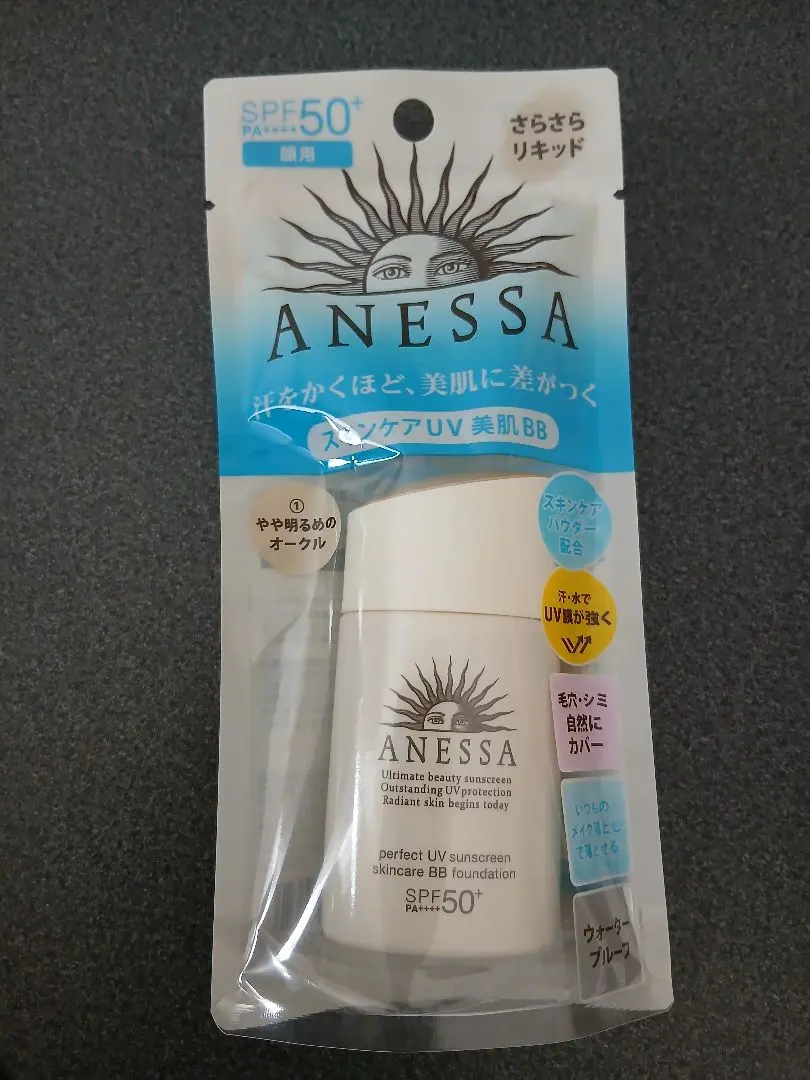 SPF50+
PA++++
顔用
さらさら
リキッド
ANESSA
汗をかくほど、美肌に差がつく
スキンケアUV 美肌BB
①
やや明るめの
オークル
スキンケア
パウダー
配合
汗・水で
UV膜が強く
毛穴・シミ
自然に
カバー
いつもの
メイク落とし
で落とせる
ウォーター
プルーフ
ANESSA
Ultimate beauty sunscreen
Outstanding UV protection
Radiant skin begins today
perfect UV sunscreen
skincare BB foundation
SPF50+
PA++++